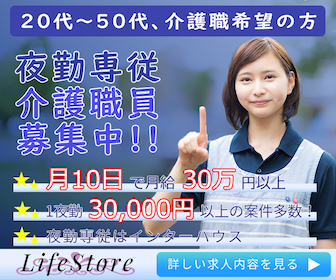 20代～50代、介護職希望の方
夜勤専従
介護職員
募集中!!
月10日で月給 30万円以上
1夜勤30,000円以上の案件多数！
夜勤専従はインターハウス
LifeStore
詳しい求人内容を見る